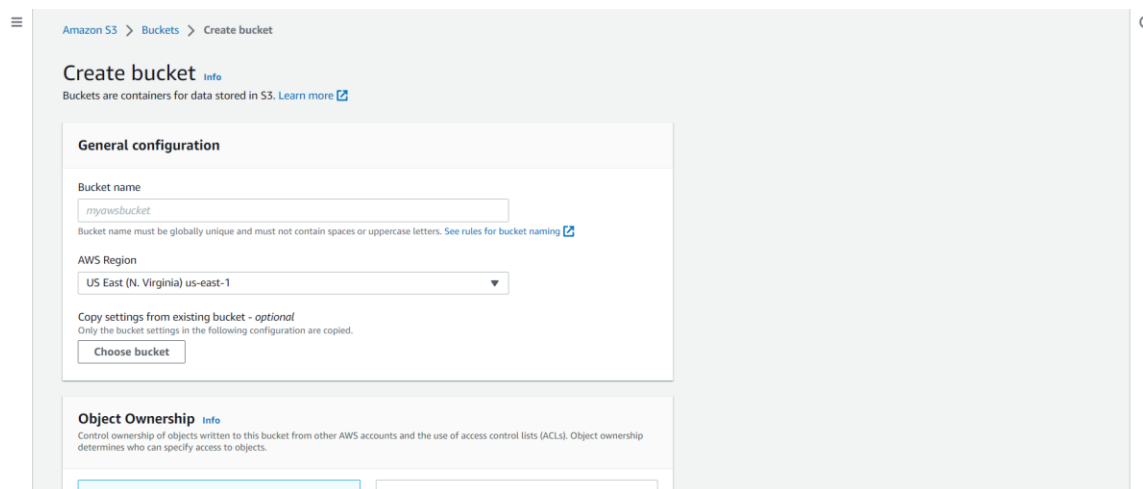 Amazon S3 > Buckets > Create bucket
Create bucket Info
Buckets are containers for data stored in S3. Learn more
General configuration
Bucket name
myawsbucket
Bucket name must be globally unique and must not contain spaces or uppercase letters. See rules for bucket naming
AWS Region
US East (N. Virginia) us-east-1
Copy settings from existing bucket - optional
Only the bucket settings in the following configuration are copied.
Choose bucket
Object Ownership Info
Control ownership of objects written to this bucket from other AWS accounts and the use of access control lists (ACLs). Object ownership
determines who can specify access to objects.